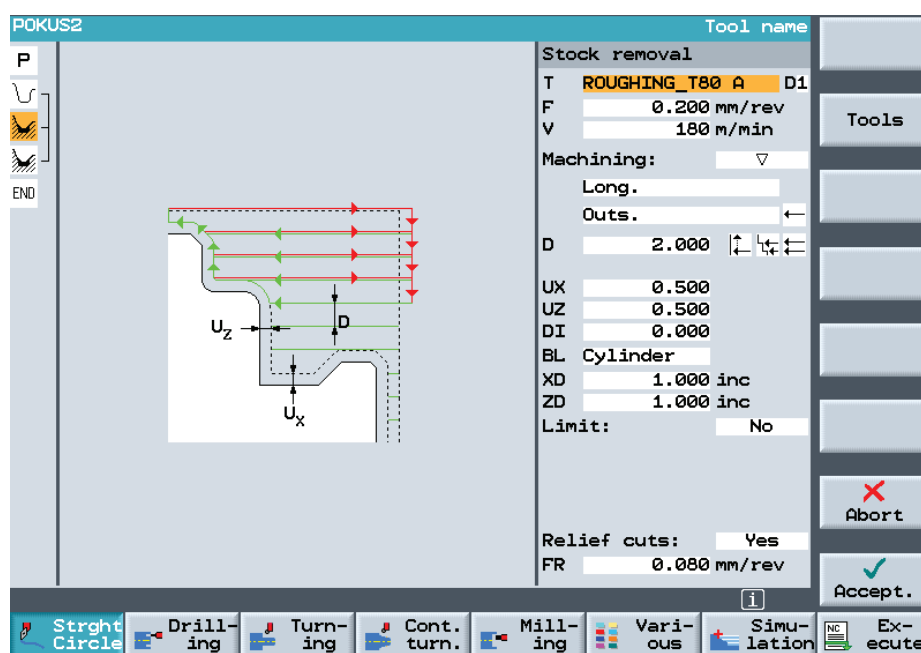 POKUS2
Tool name
P
END
Stock removal
T ROUGHING_T80 A D1
F 0.200 mm/rev
V 180 m/min
Machining: ▽
Long.
Outs. ←
D 2.000
UX 0.500
UZ 0.500
DI 0.000
BL Cylinder
XD 1.000 inc
ZD 1.000 inc
Limit: No
Relief cuts: Yes
FR 0.080 mm/rev
UZ
D
UX
Tools
Abort
Accept.
i
Strght Circle
Drill-
ing
Turn-
ing
Cont.
turn.
Mill-
ing
Vari-
ous
Simu-
lation
NC
Ex-
ecute